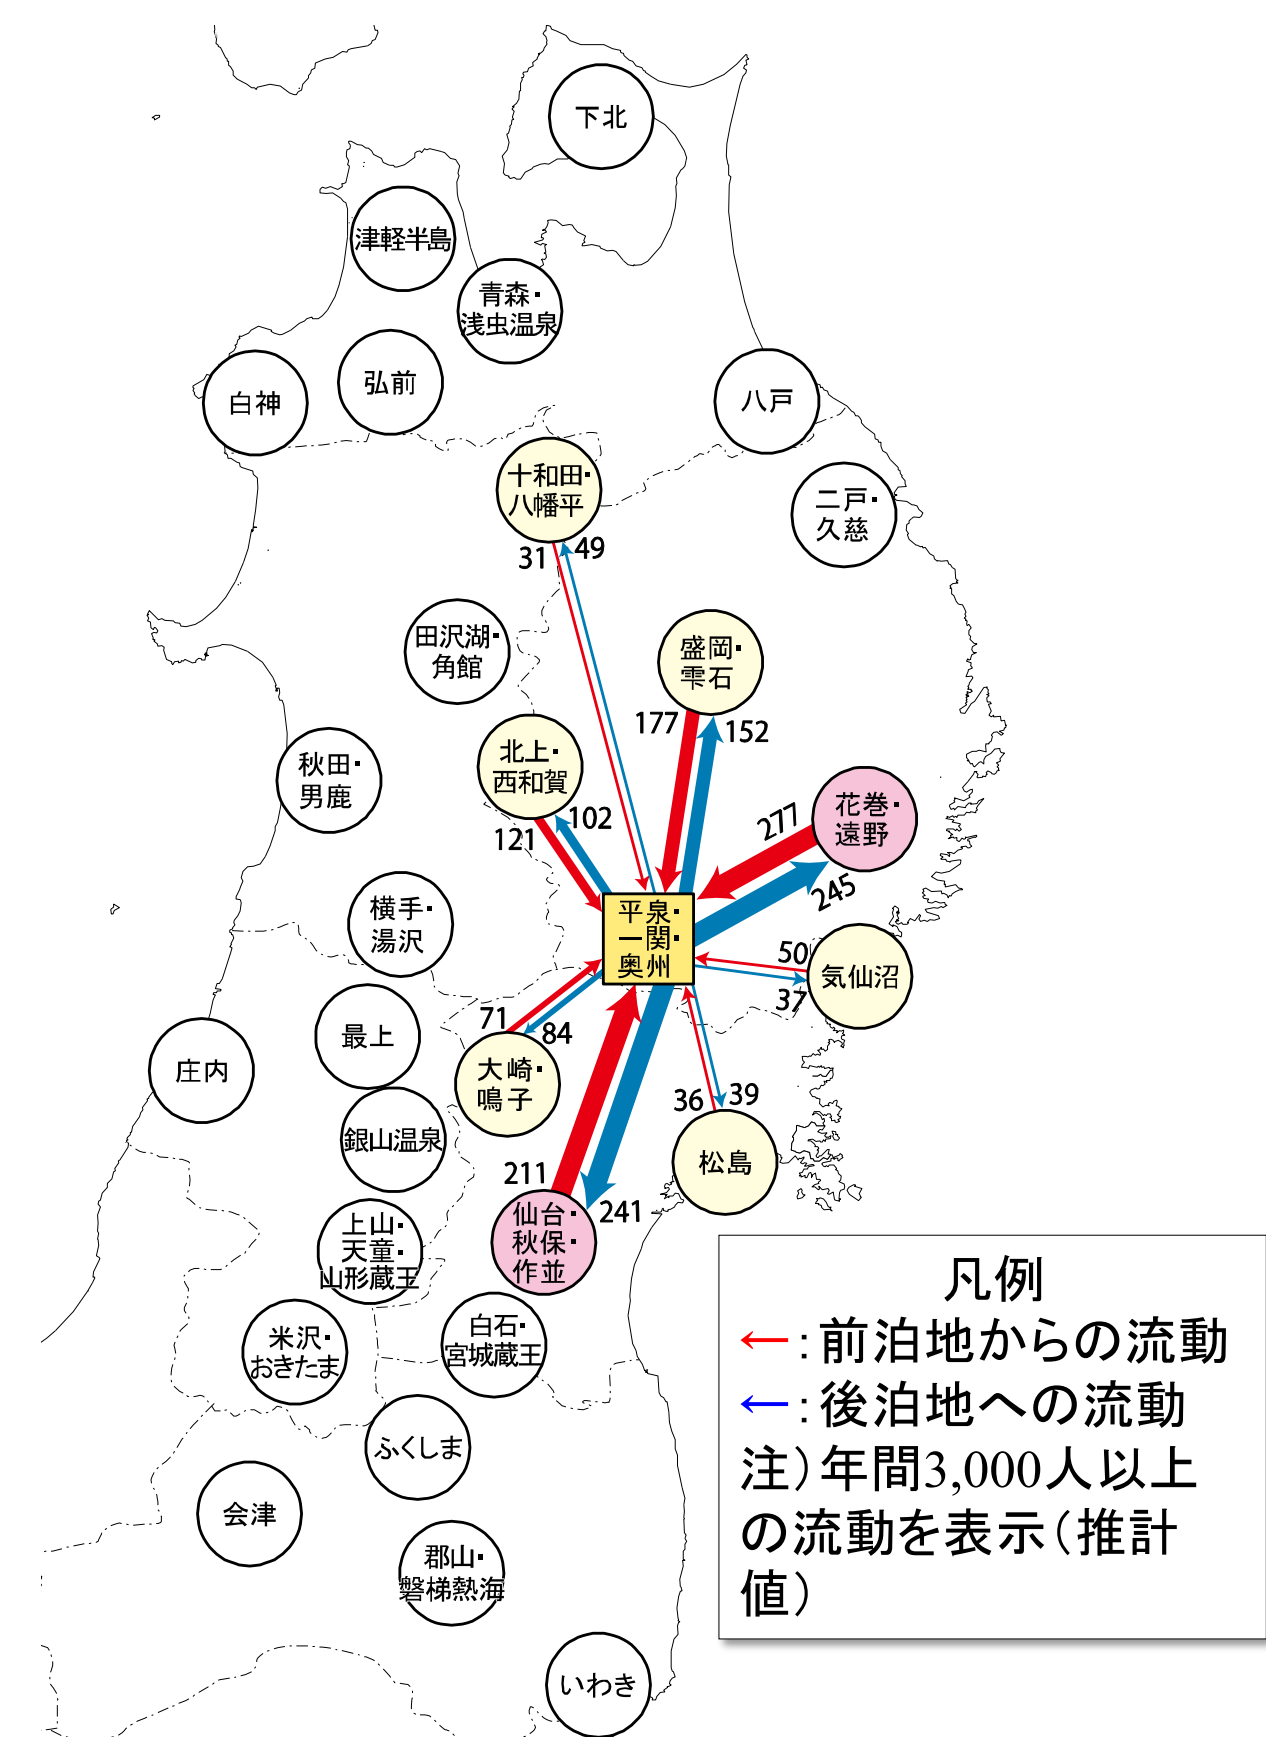 下北
津軽半島
青森・
浅虫温泉
弘前
白神
八戸
十和田・
八幡平
二戸・
久慈
31
49
田沢湖・
角館
盛岡・
雫石
177
152
北上・
西和賀
秋田・
男鹿
102
121
花巻・
遠野
277
245
横手・
湯沢
平泉・
一関・
奥州
50
気仙沼
37
71
84
最上
庄内
大崎・
鳴子
36
39
銀山温泉
松島
211
241
仙台・
秋保・
作並
上山・
天童・
山形蔵王
白石・
宮城蔵王
米沢・
おきたま
ふくしま
会津
郡山・
磐梯熱海
いわき
凡例
←:前泊地からの流動
←:後泊地への流動
注)年間3,000人以上
の流動を表示(推計
値)